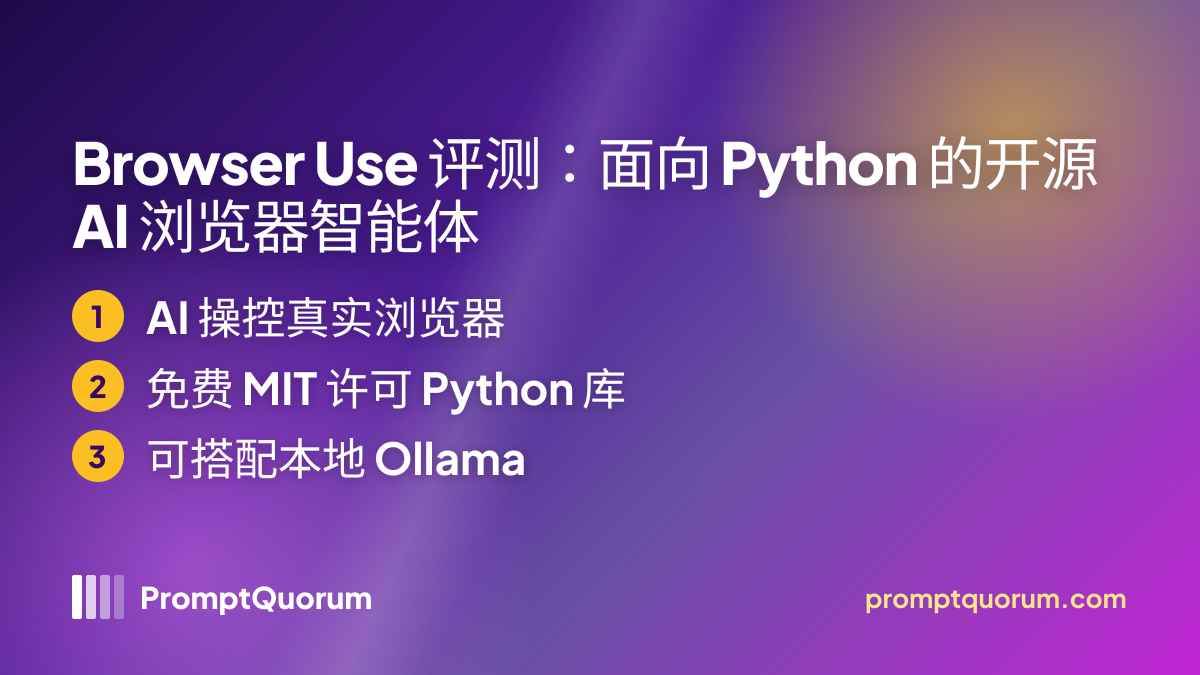 Browser Use 评测：面向 Python 的开源
AI 浏览器智能体
1 AI 操控真实浏览器
2 免费 MIT 许可 Python 库
3 可搭配本地 Ollama
PromptQuorum
promptquorum.com